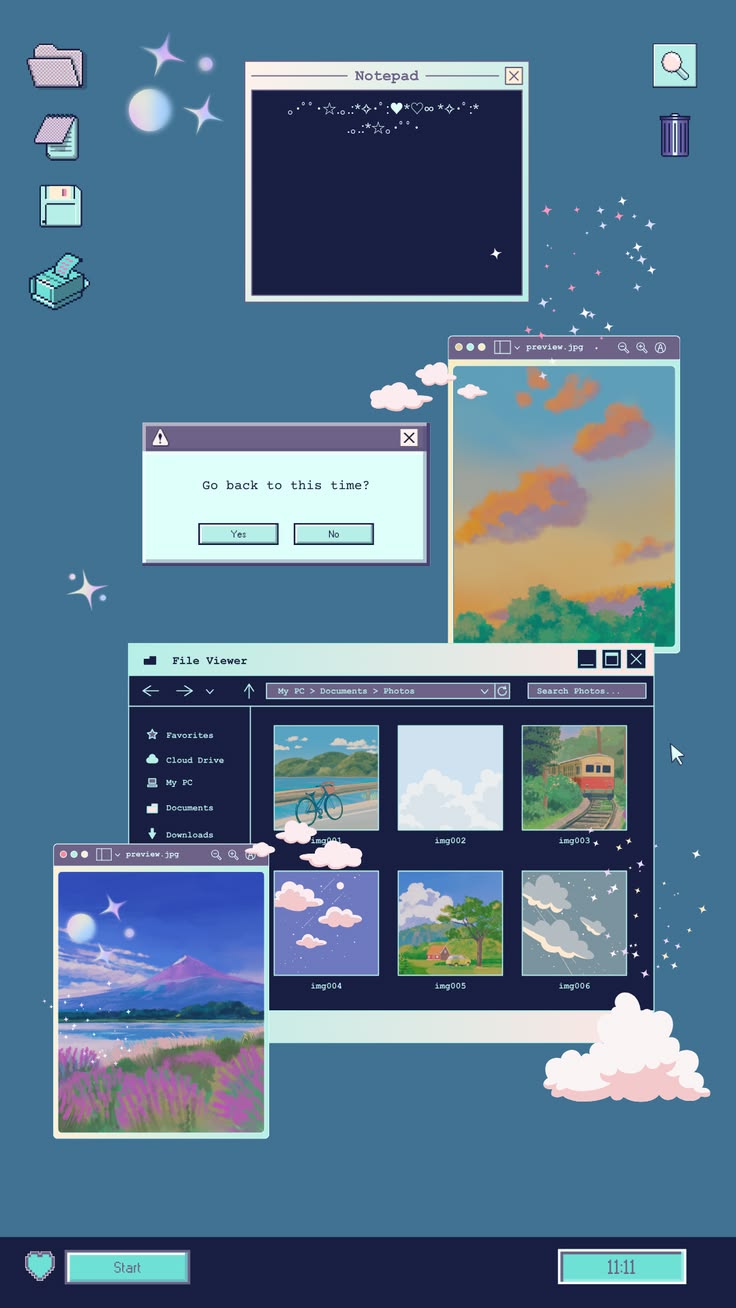 Notepad
｡･ﾟﾟ･☆.｡.:*✧･ﾟ:♥*♡∞ *✧･ﾟ:*
.｡.:*☆｡･ﾟﾟ･
preview.jpg
Go back to this time?
Yes No
File Viewer
My PC > Documents > Photos Search Photos...
Favorites
Cloud Drive
My PC
Documents
Downloads
img001 img002 img003
preview.jpg
img004 img005 img006
Start 11:11